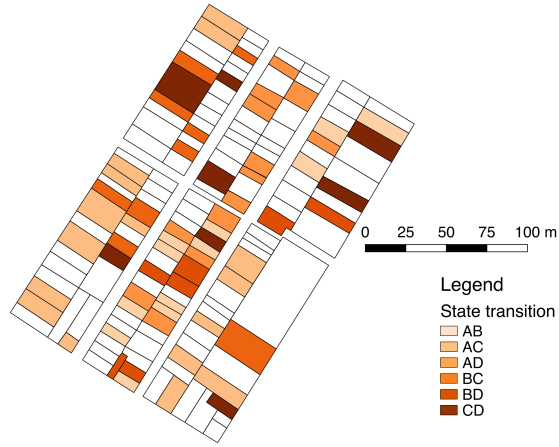 0 25 50 75 100 m
Legend
State transition
AB
AC
AD
BC
BD
CD